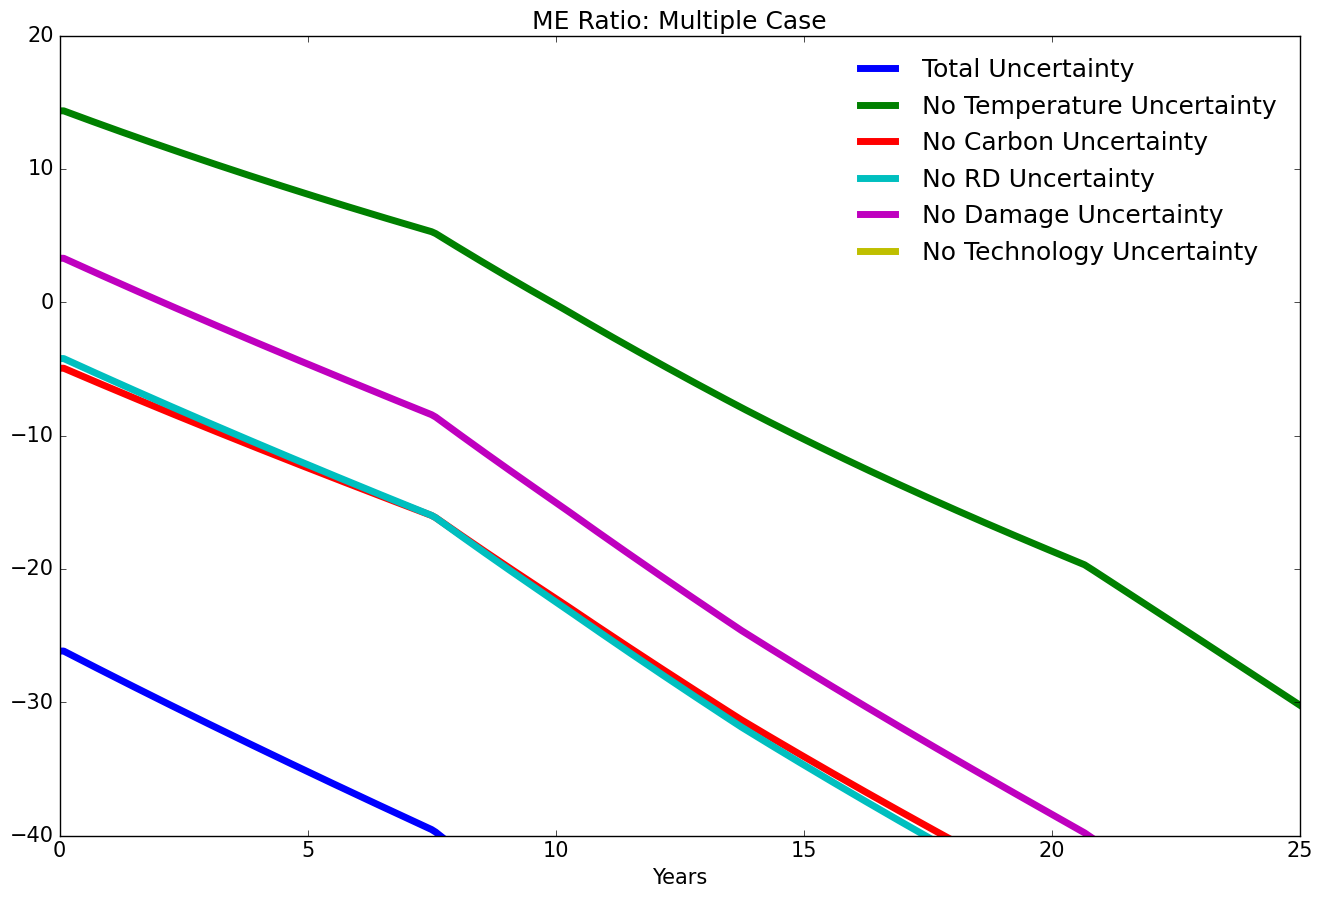 ME Ratio: Multiple Case
20
10
0
−10
−20
−30
−40
Total Uncertainty
No Temperature Uncertainty
No Carbon Uncertainty
No RD Uncertainty
No Damage Uncertainty
No Technology Uncertainty
0 5 10 15 20 25
Years